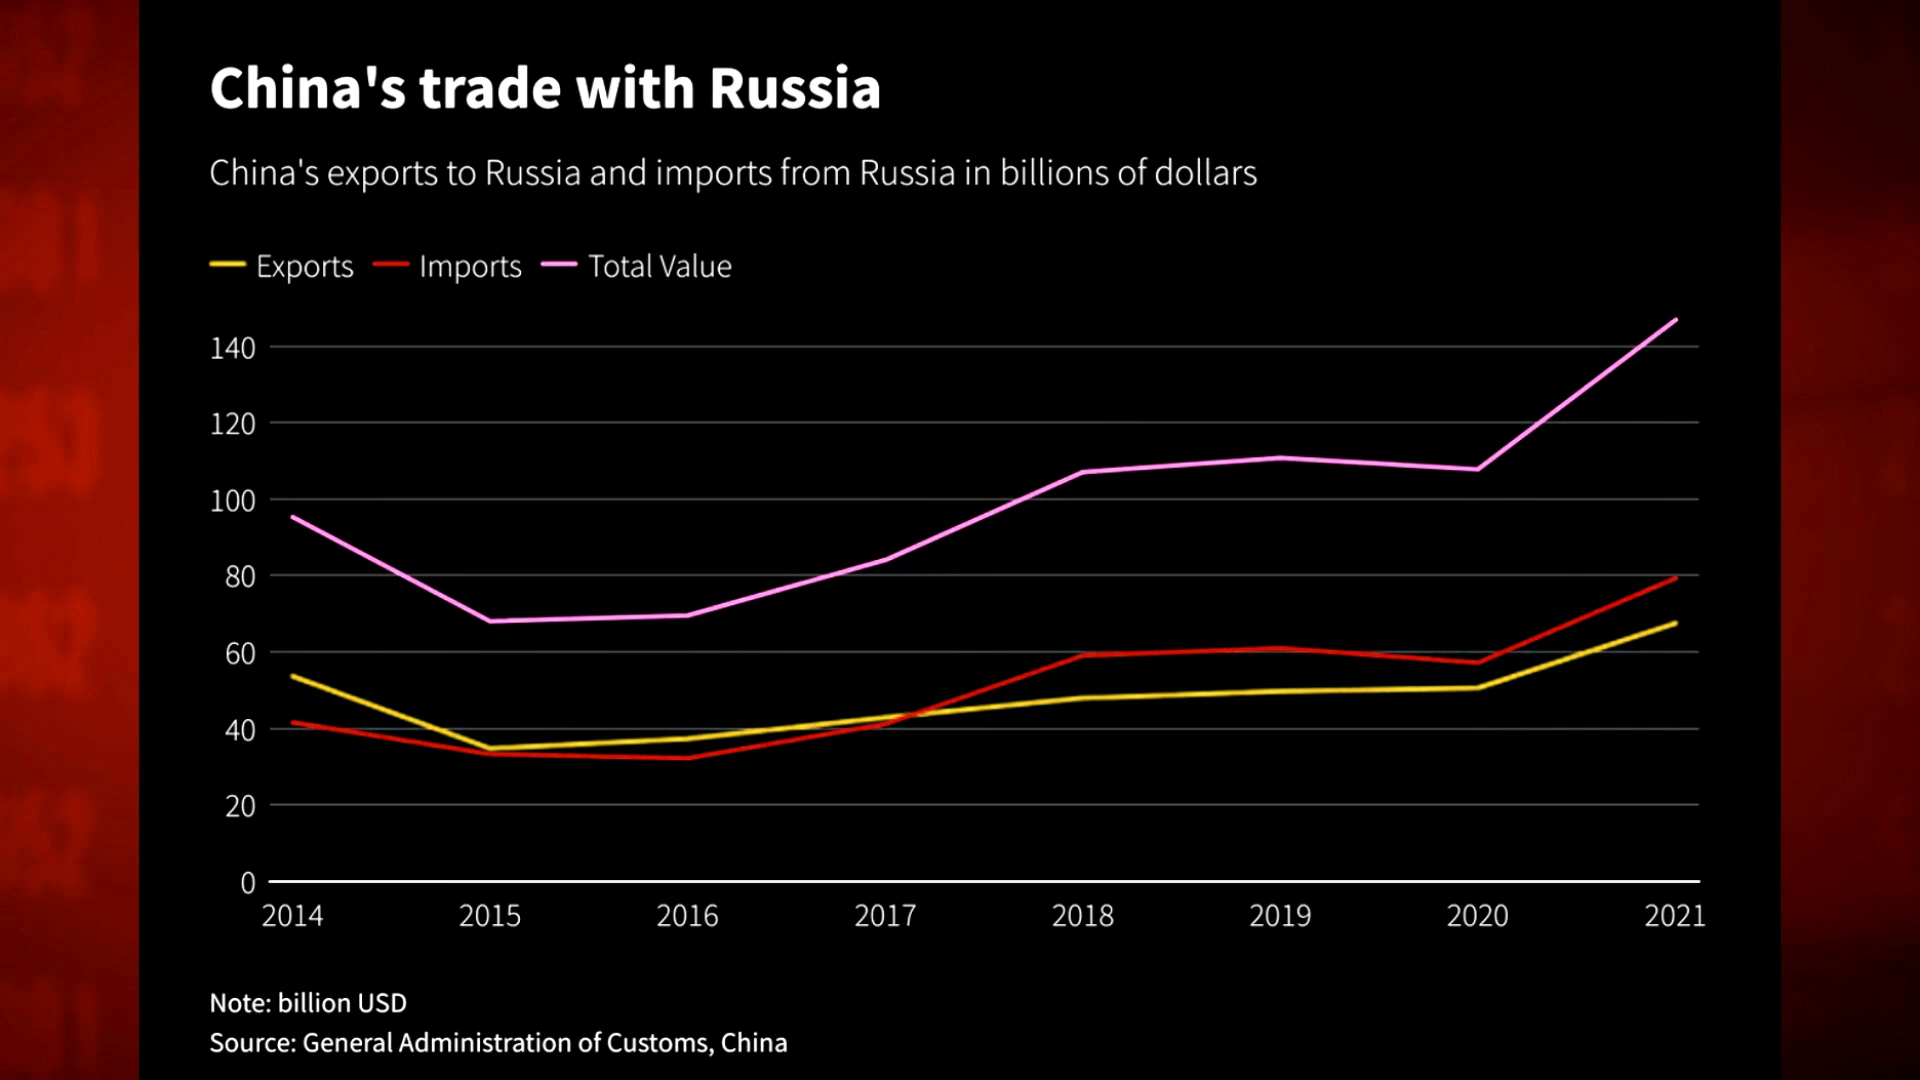 China's trade with Russia
China's exports to Russia and imports from Russia in billions of dollars
Exports Imports Total Value
140
120
100
80
60
40
20
0
2014 2015 2016 2017 2018 2019 2020 2021
Note: billion USD
Source: General Administration of Customs, China